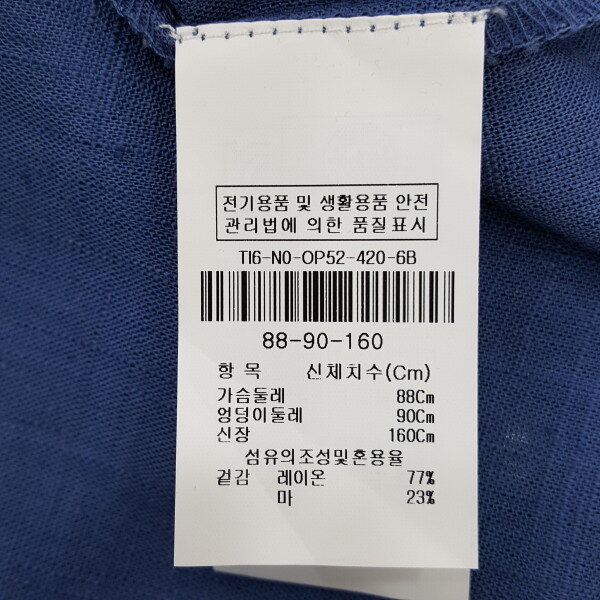 전기용품 및 생활용품 안전
관리법에 의한 품질표시
TI6-N0-OP52-420-6B
88-90-160
항 목 신체치수(Cm)
가슴둘레 88Cm
엉덩이둘레 90Cm
신장 160Cm
섬유의조성및혼용율
겉감 레이온 77%
마 23%